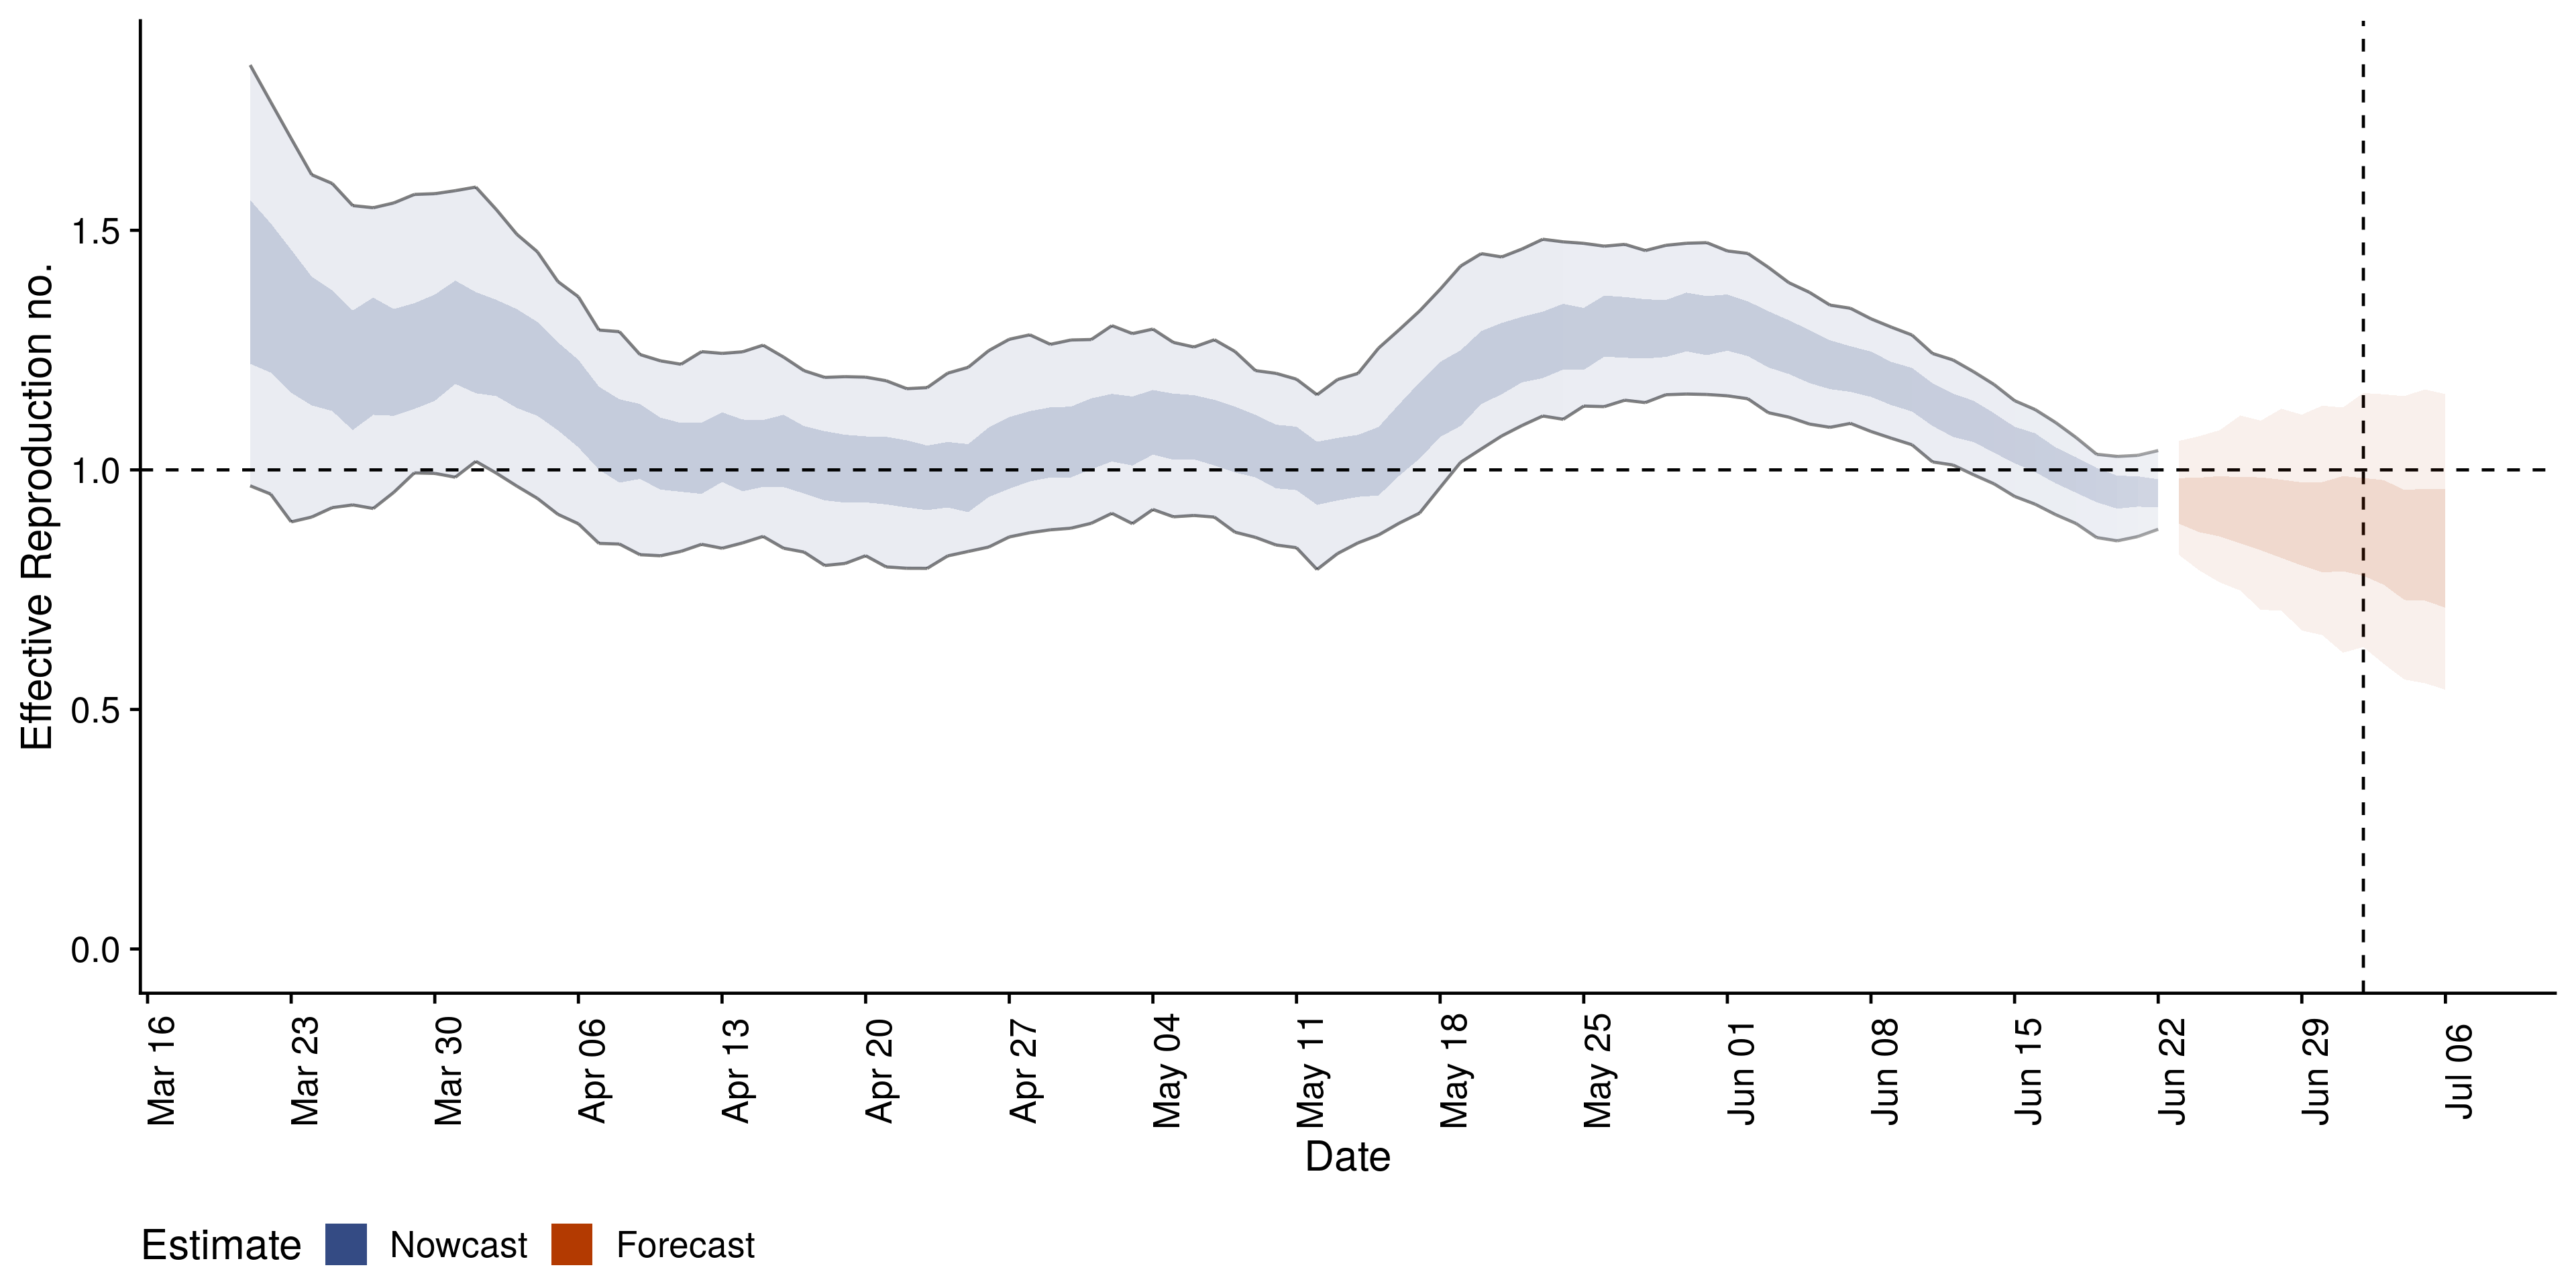 Effective Reproduction no.
1.5
1.0
0.5
0.0
Mar 16
Mar 23
Mar 30
Apr 06
Apr 13
Apr 20
Apr 27
May 04
May 11
May 18
May 25
Jun 01
Jun 08
Jun 15
Jun 22
Jun 29
Jul 06
Date
Estimate Nowcast Forecast